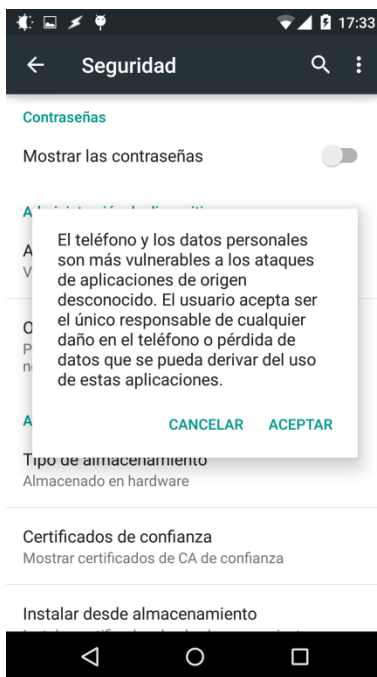 17:33
Seguridad
Contraseñas
Mostrar las contraseñas
El teléfono y los datos personales
son más vulnerables a los ataques
de aplicaciones de origen
desconocido. El usuario acepta ser
el único responsable de cualquier
daño en el teléfono o pérdida de
datos que se pueda derivar del uso
de estas aplicaciones.
CANCELAR ACEPTAR
Tipo de almacenamiento
Almacenado en hardware
Certificados de confianza
Mostrar certificados de CA de confianza
Instalar desde almacenamiento